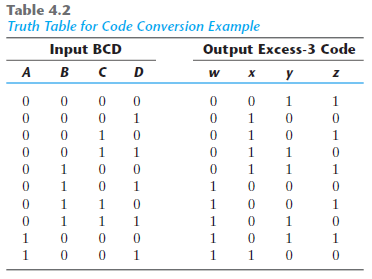 Table 4.2
Truth Table for Code Conversion Example
Input BCD Output Excess-3 Code
A B C D w x y z
0 0 0 0 0 0 1 1
0 0 0 1 0 1 0 0
0 0 1 0 0 1 0 1
0 0 1 1 0 1 1 0
0 1 0 0 0 1 1 1
0 1 0 1 1 0 0 0
0 1 1 0 1 0 0 1
0 1 1 1 1 0 1 0
1 0 0 0 1 0 1 1
1 0 0 1 1 1 0 0